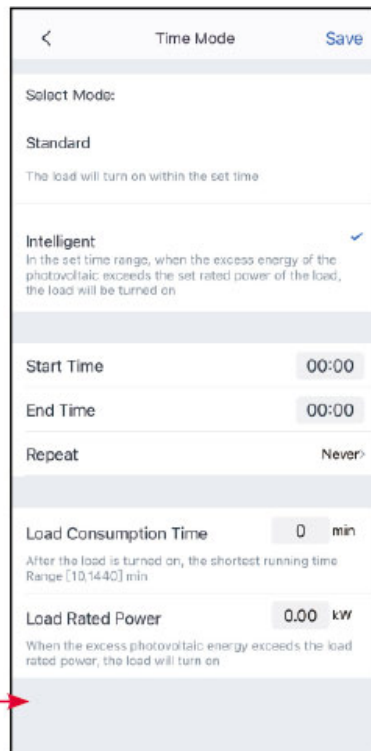 Time Mode Save
Select Mode:
Standard
The load will turn on within the set time
Intelligent
In the set time range, when the excess energy of the
photovoltaic exceeds the set rated power of the load,
the load will be turned on
Start Time 00:00
End Time 00:00
Repeat Never>
Load Consumption Time 0 min
After the load is turned on, the shortest running time
Range [10,1440] min
Load Rated Power 0.00 kW
When the excess photovoltaic energy exceeds the load
rated power, the load will turn on